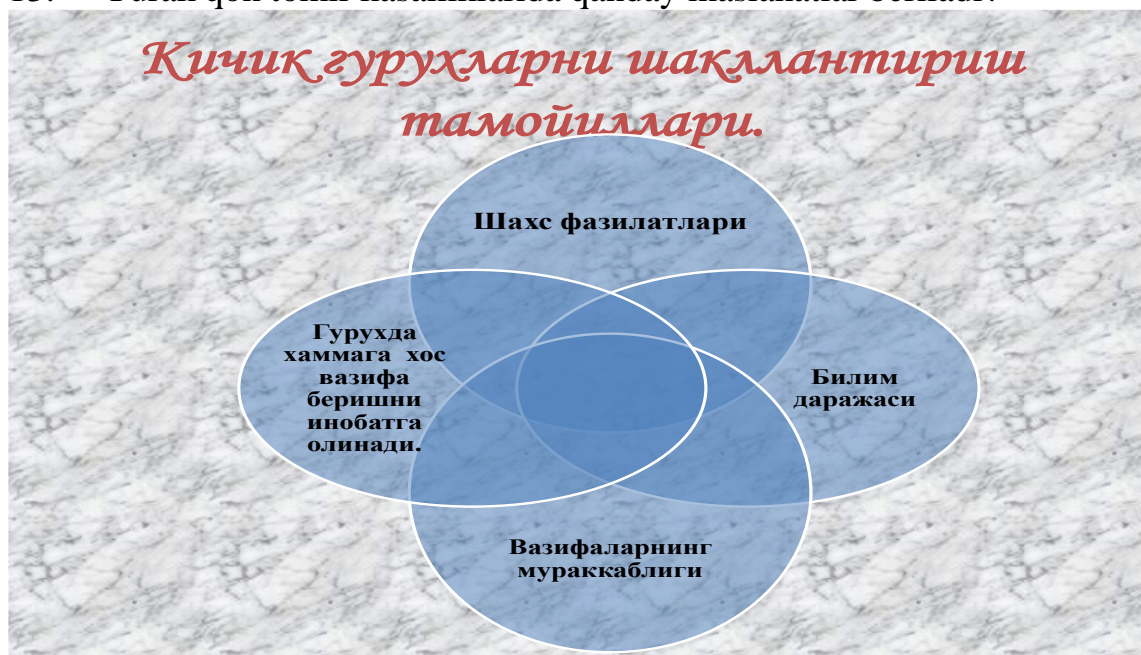 Кичик гурухларни шакллантириш
тамойиллари.
Шахс фазилатлари
Гурухда
хаммага хос
вазифа
беришни
инобатга
олинади.
Билим
даражаси
Вазифаларнинг
мураккаблиги